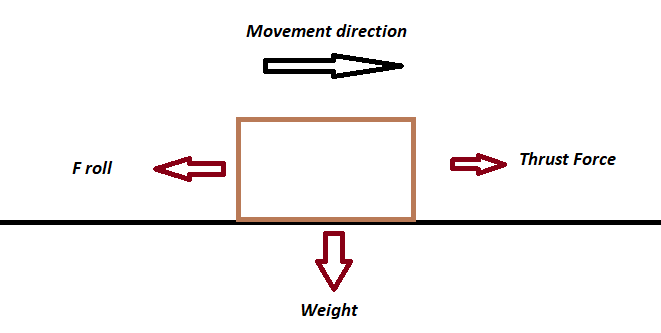 Movement direction
F roll
Thrust Force
Weight